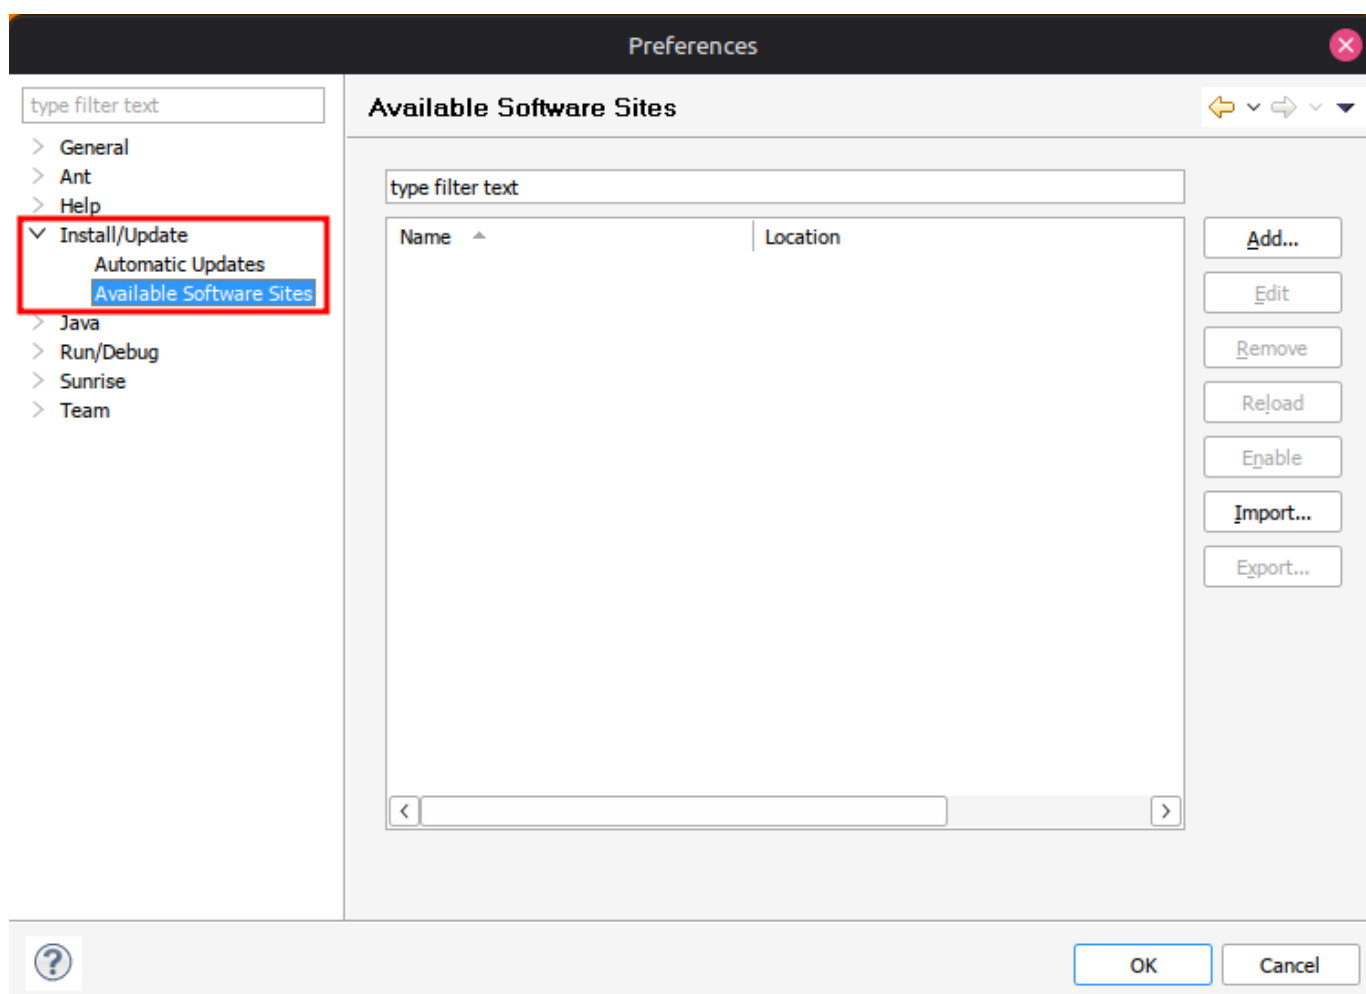 Preferences
type filter text
General
Ant
Help
Install/Update
Automatic Updates
Available Software Sites
Java
Run/Debug
Sunrise
Team
Available Software Sites
type filter text
Name
Location
Add...
Edit
Remove
Reload
Enable
Import...
Export...
?
OK
Cancel